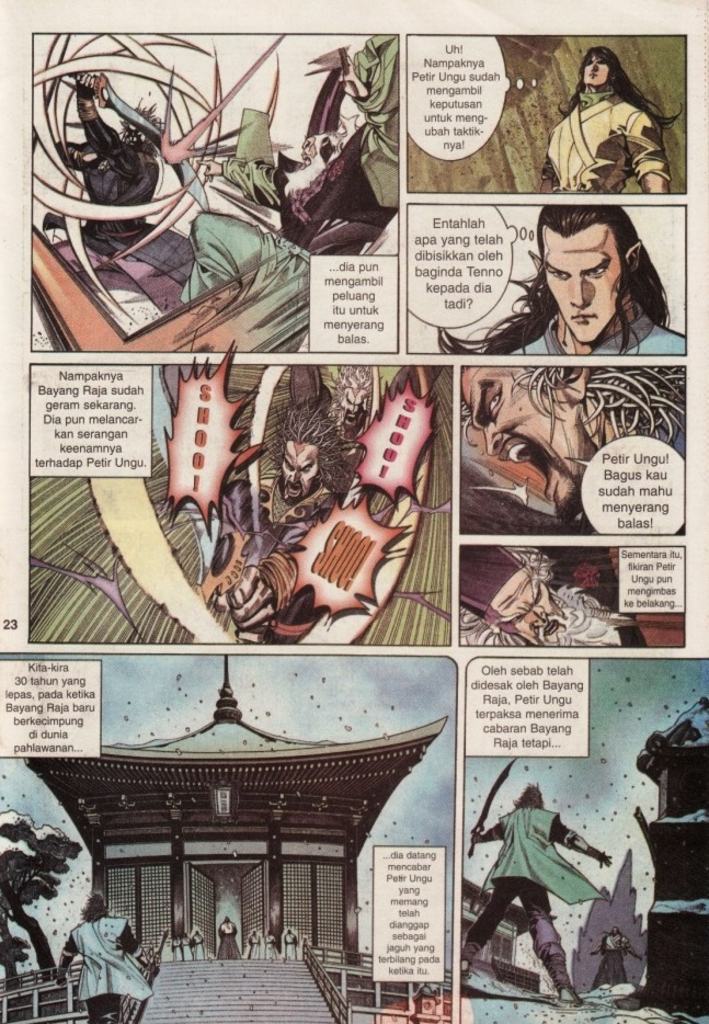 ...dia pun
mengambil
peluang
itu untuk
menyerang
balas.
Uh!
Nampaknya
Petir Ungu sudah
mengambil
keputusan
untuk meng-
ubah taktik-
nya!
Entahlah
apa yang telah
dibisikkan oleh
baginda Tenno
kepada dia
tadi?
Nampaknya
Bayang Raja sudah
geram sekarang.
Dia pun melancar-
kan serangan
keenamnya
terhadap Petir Ungu.
SHOO!
SHOO!
SHOO!
Petir Ungu!
Bagus kau
sudah mahu
menyerang
balas!
Sementara itu,
fikiran Petir
Ungu pun
mengimbas
ke belakang...
23
Kita-kira
30 tahun yang
lepas, pada ketika
Bayang Raja baru
berkecimpung
di dunia
pahlawanan...
...dia datang
mencabar
Petir Ungu
yang
memang
telah
dianggap
sebagai
jaguh yang
terbilang pada
ketika itu.
Oleh sebab telah
didesak oleh Bayang
Raja, Petir Ungu
terpaksa menerima
cabaran Bayang
Raja tetapi...